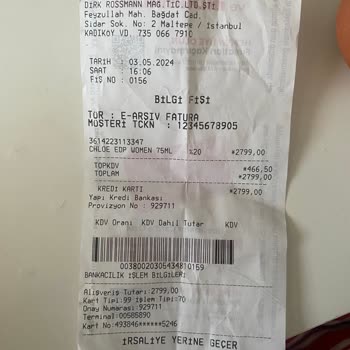 DiRK ROSSMANN MAĞ.TİC.LTD.ŞTİ.
Feyzullah Mah. Bağdat Cad.
Sidar Sok. No: 2 Maltepe / İstanbul
KADIKÖY VD. 735 066 7910
TARİH : 03.05.2024
SAAT : 16:06
FİŞ NO : 0156
BİLGİ FİŞİ
TÜR : E-ARŞİV FATURA
MÜŞTERİ TCKN : 12345678905
3614223113347
CHLOE EDP WOMEN 75ML %20 *2799,00
TOPKDV *466,50
TOPLAM *2799,00
KREDİ KARTI *2799,00
Yapı Kredi Bankası
Provizyon No : 929711
KDV Oranı KDV Dahil Tutar KDV
00380020305434810159
BANKACILIK İŞLEM BİLGİLERİ
Alışveriş Tutarı:2799,00
Kart Tipi:99 İşlem Tipi:70
Onay Numarası:929711
Terminal:00585890
Kart No:493846******5246
İRSALİYE YERİNE GEÇER